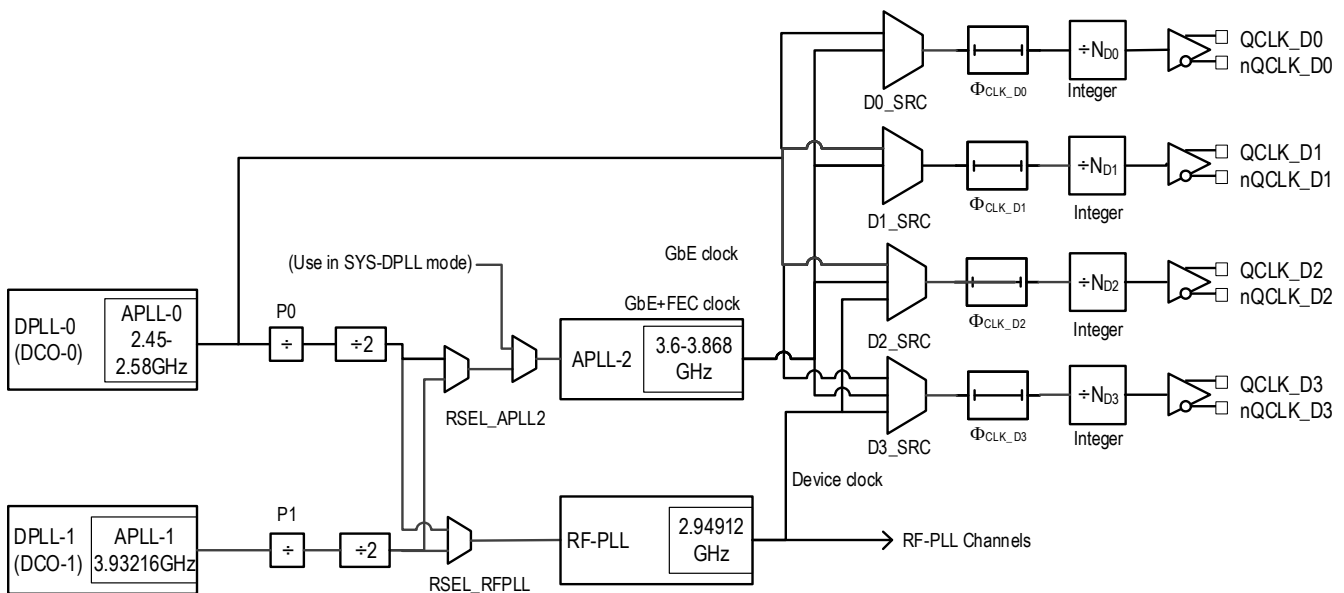 QCLK_D0
nQCLK_D0
÷ND0
D0_SRC
ΦCLK_D0
Integer
QCLK_D1
nQCLK_D1
÷ND1
D1_SRC
ΦCLK_D1
Integer
GbE clock
(Use in SYS-DPLL mode)
QCLK_D2
nQCLK_D2
÷ND2
D2_SRC
ΦCLK_D2
Integer
GbE+FEC clock
DPLL-0
(DCO-0)
APLL-0
2.45-
2.58GHz
P0
÷
÷2
RSEL_APLL2
APLL-2
3.6-3.868
GHz
QCLK_D3
nQCLK_D3
÷ND3
D3_SRC
ΦCLK_D3
Integer
Device clock
DPLL-1
(DCO-1)
APLL-1
3.93216GHz
P1
÷
÷2
RSEL_RFPLL
RF-PLL
2.94912
GHz
RF-PLL Channels